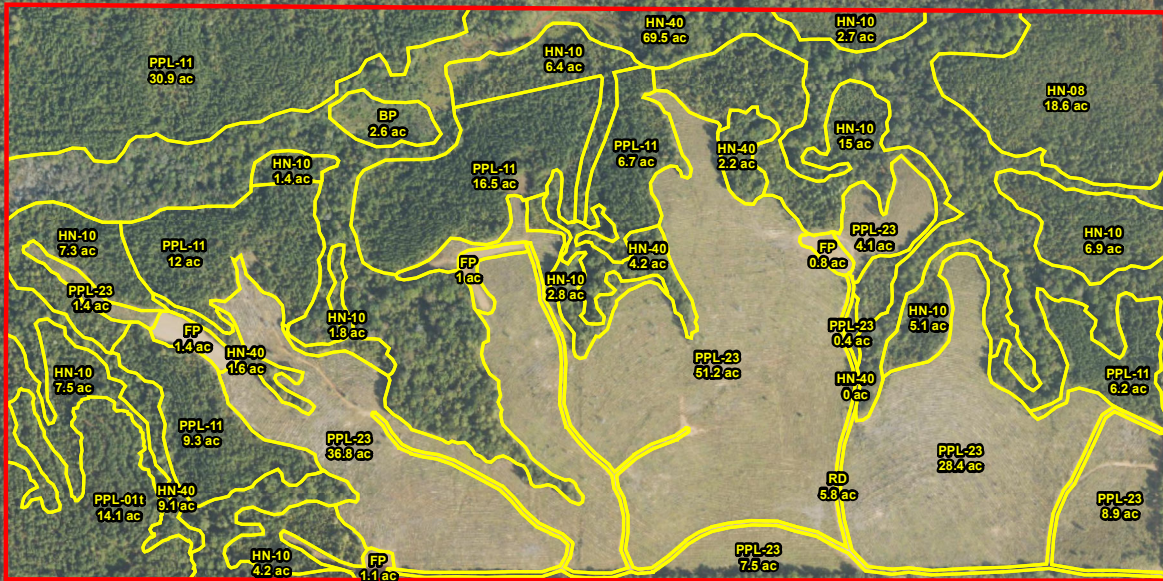 HN-40
69.5 ac
HN-10
2.7 ac
HN-10
6.4 ac
PPL-11
30.9 ac
HN-08
18.6 ac
BP
2.6 ac
HN-10
15 ac
PPL-11
6.7 ac
HN-40
2.2 ac
HN-10
1.4 ac
PPL-11
16.5 ac
HN-10
7.3 ac
PPL-11
12 ac
PPL-23
4.1 ac
HN-10
6.9 ac
FP
1 ac
HN-40
4.2 ac
FP
0.8 ac
HN-10
2.8 ac
PPL-23
1.4 ac
FP
1.4 ac
HN-10
1.8 ac
PPL-23
0.4 ac
HN-10
5.1 ac
HN-40
1.6 ac
PPL-23
51.2 ac
HN-10
7.5 ac
HN-40
0 ac
PPL-11
6.2 ac
PPL-11
9.3 ac
PPL-23
36.8 ac
PPL-23
28.4 ac
PPL-01t
14.1 ac
HN-40
9.1 ac
RD
5.8 ac
PPL-23
8.9 ac
HN-10
4.2 ac
FP
1.1 ac
PPL-23
7.5 ac